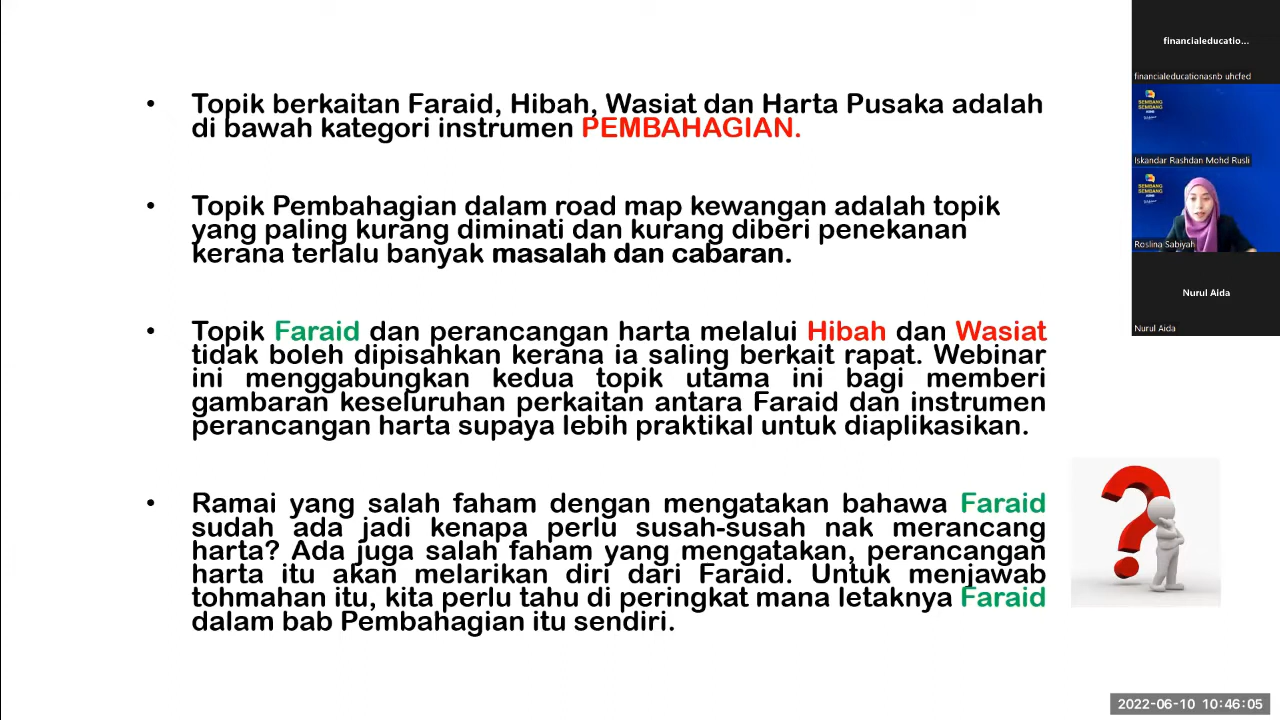 • Topik berkaitan Faraid, Hibah, Wasiat dan Harta Pusaka adalah
di bawah kategori instrumen PEMBAHAGIAN.
• Topik Pembahagian dalam road map kewangan adalah topik
yang paling kurang diminati dan kurang diberi penekanan
kerana terlalu banyak masalah dan cabaran.
• Topik Faraid dan perancangan harta melalui Hibah dan Wasiat
tidak boleh dipisahkan kerana ia saling berkait rapat. Webinar
ini menggabungkan kedua topik utama ini bagi memberi
gambaran keseluruhan perkaitan antara Faraid dan instrumen
perancangan harta supaya lebih praktikal untuk diaplikasikan.
• Ramai yang salah faham dengan mengatakan bahawa Faraid
sudah ada jadi kenapa perlu susah-susah nak merancang
harta? Ada juga salah faham yang mengatakan, perancangan
harta itu akan melarikan diri dari Faraid. Untuk menjawab
tohmahan itu, kita perlu tahu di peringkat mana letaknya Faraid
dalam bab Pembahagian itu sendiri.
financialeducatio...
financialeducationasnb uhcfed
SEMBANG
SEMBANG
Iskandar Rashdan Mohd Rusli
SEMBANG
SEMBANG
Roslina Sabiyah
Nurul Aida
Nurul Aida
2022-06-10 10:46:05